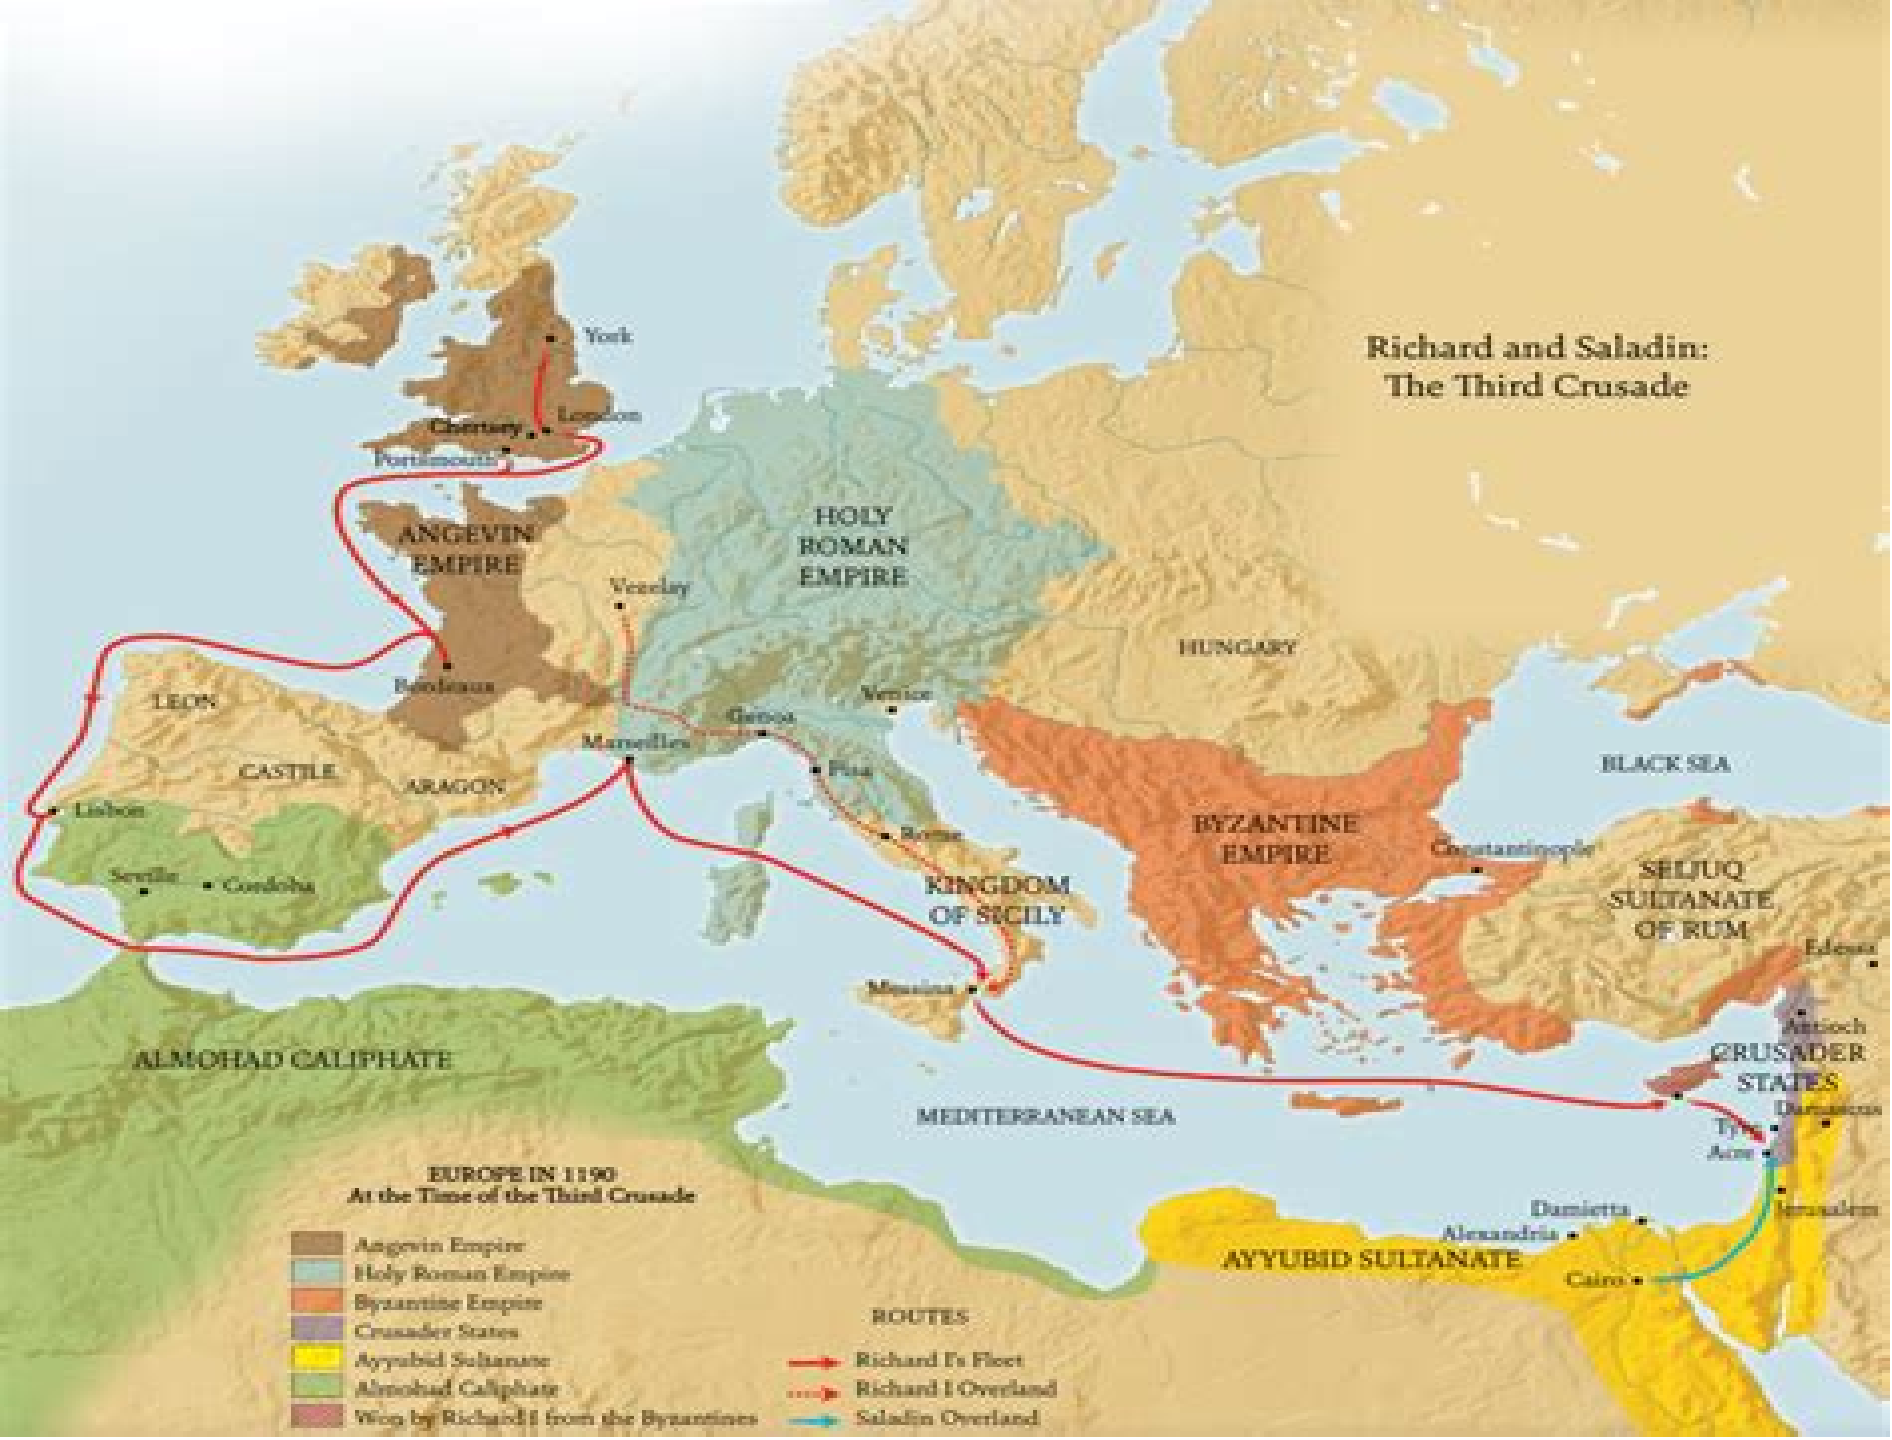 Richard and Saladin:
The Third Crusade
York
London
Chertsey
Portsmouth
ANGEVIN
EMPIRE
HOLY
ROMAN
EMPIRE
Vezelay
HUNGARY
Bordeaux
LEON
Venice
Genoa
Marseilles
Pisa
CASTILE
ARAGON
BLACK SEA
Lisbon
Rome
BYZANTINE
EMPIRE
Constantinople
Seville
Cordoba
KINGDOM
OF SICILY
SELJUQ
SULTANATE
OF RUM
Edessa
Messina
Antioch
ALMOHAD CALIPHATE
CRUSADER
STATES
MEDITERRANEAN SEA
Damascus
Tyre
Acre
Jerusalem
Damietta
Alexandria
AYYUBID SULTANATE
Cairo
EUROPE IN 1190
At the Time of the Third Crusade
Angevin Empire
Holy Roman Empire
Byzantine Empire
Crusader States
Ayyubid Sultanate
Almohad Caliphate
Won by Richard I from the Byzantines
ROUTES
Richard I's Fleet
Richard I Overland
Saladin Overland